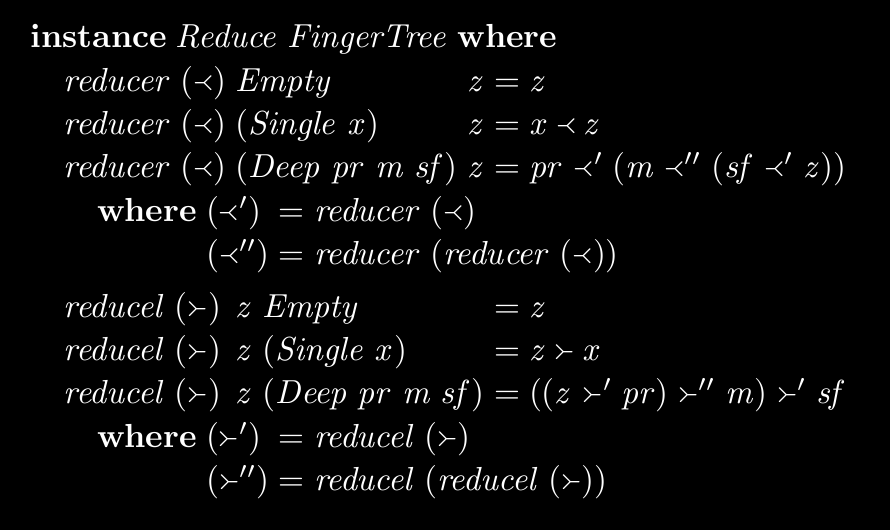 instance Reduce FingerTree where
reducer (≺) Empty z = z
reducer (≺) (Single x) z = x ≺ z
reducer (≺) (Deep pr m sf) z = pr ≺′ (m ≺′′ (sf ≺′ z))
where (≺′) = reducer (≺)
(≺′′) = reducer (reducer (≺))
reducel (≻) z Empty = z
reducel (≻) z (Single x) = z ≻ x
reducel (≻) z (Deep pr m sf) = ((z ≻′ pr) ≻′′ m) ≻′ sf
where (≻′) = reducel (≻)
(≻′′) = reducel (reducel (≻))